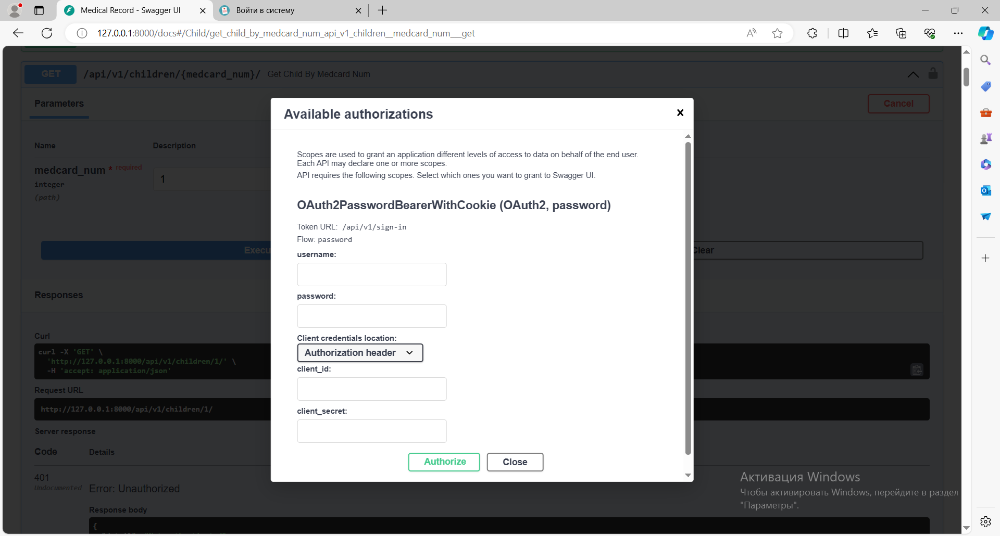 Medical Record - Swagger UI
Войти в систему
127.0.0.1:8000/docs#/Child/get_child_by_medcard_num_api_v1_children__medcard_num___get
GET /api/v1/children/{medcard_num}/ Get Child By Medcard Num
Parameters
Cancel
Name
Description
medcard_num * required
integer
(path)
1
Execu
Clear
Responses
Curl
curl -X 'GET' \
'http://127.0.0.1:8000/api/v1/children/1/' \
-H 'accept: application/json'
Request URL
http://127.0.0.1:8000/api/v1/children/1/
Server response
Code
Details
401
Undocumented
Error: Unauthorized
Response body
{
Available authorizations
Scopes are used to grant an application different levels of access to data on behalf of the end user.
Each API may declare one or more scopes.
API requires the following scopes. Select which ones you want to grant to Swagger UI.
OAuth2PasswordBearerWithCookie (OAuth2, password)
Token URL: /api/v1/sign-in
Flow: password
username:
password:
Client credentials location:
Authorization header
client_id:
client_secret:
Authorize
Close
Активация Windows
Чтобы активировать Windows, перейдите в раздел
"Параметры".